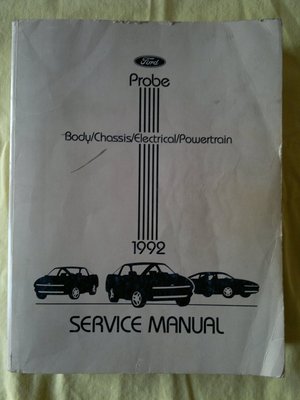 Ford
Probe
Body/Chassis/Electrical/Powertrain
1992
SERVICE MANUAL